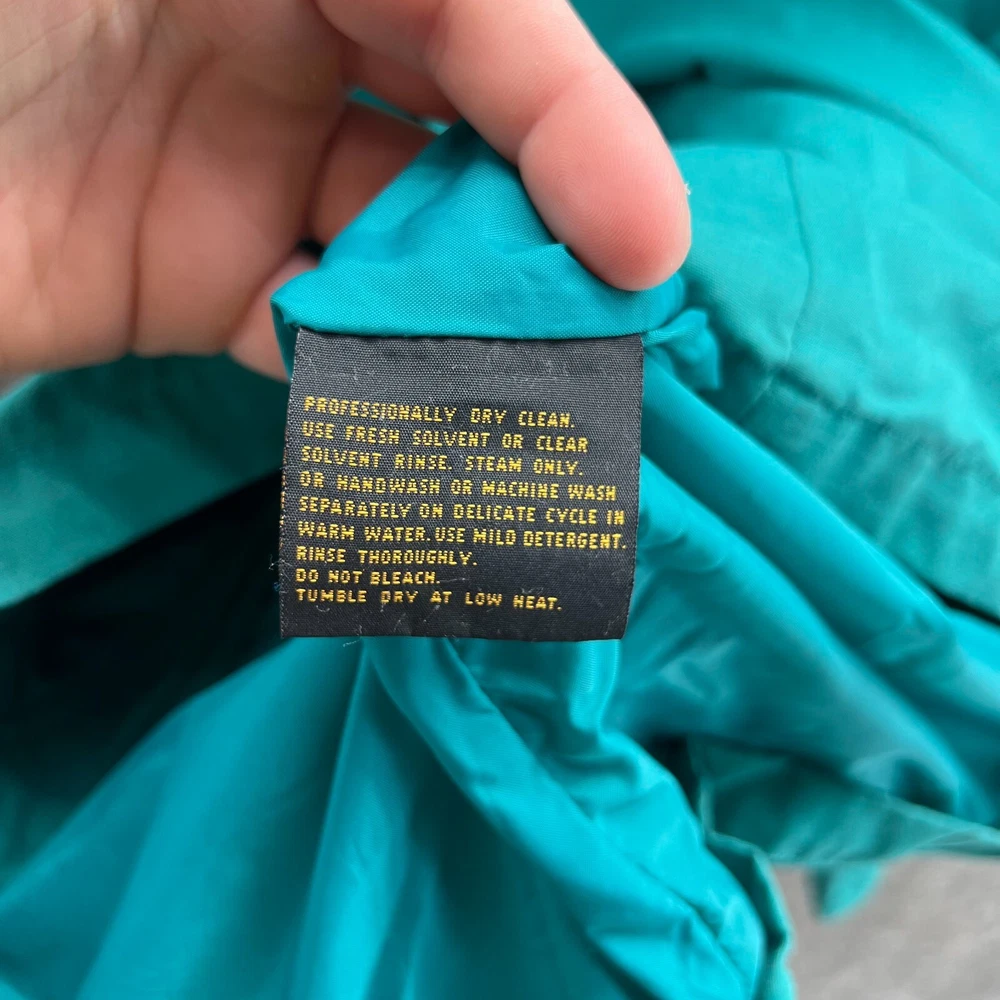 PROFESSIONALLY DRY CLEAN.
USE FRESH SOLVENT OR CLEAR
SOLVENT RINSE. STEAM ONLY.
OR HANDWASH OR MACHINE WASH
SEPARATELY ON DELICATE CYCLE IN
WARM WATER. USE MILD DETERGENT.
RINSE THOROUGHLY.
DO NOT BLEACH.
TUMBLE DRY AT LOW HEAT.